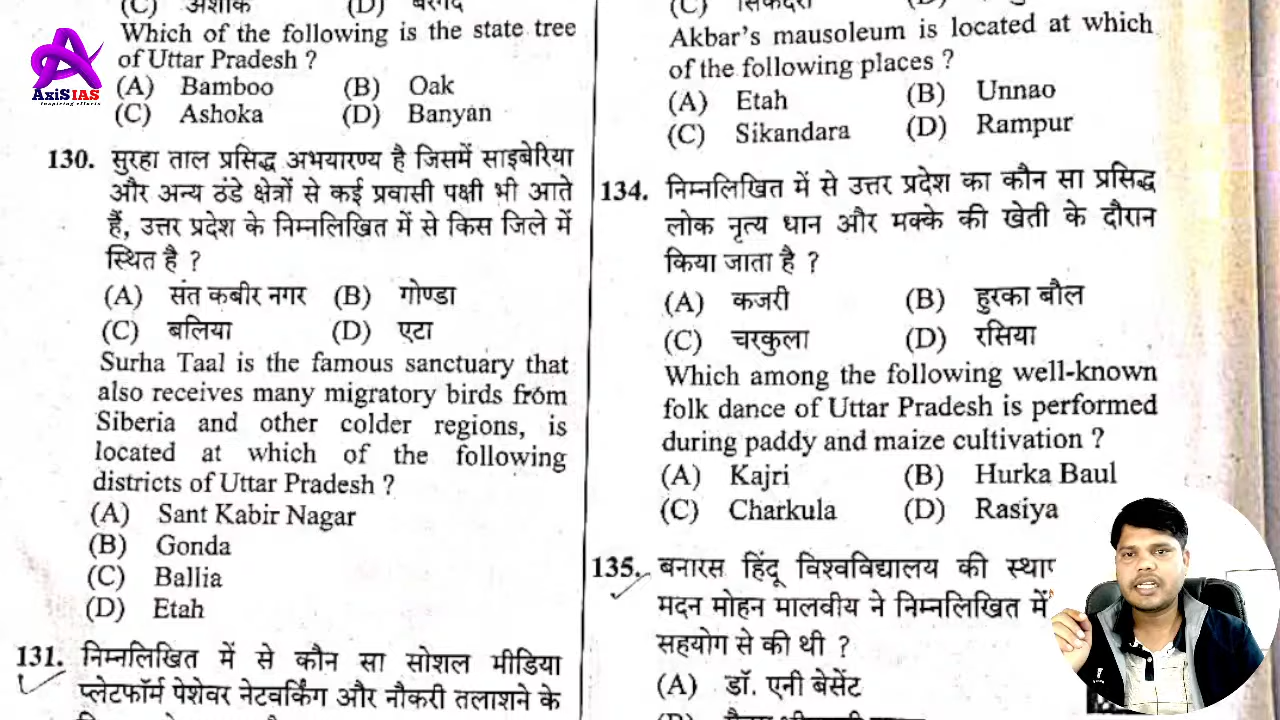 AxiS IAS
inspiring efforts
(C) अशोक (D) बरगद
Which of the following is the state tree
of Uttar Pradesh ?
(A) Bamboo (B) Oak
(C) Ashoka (D) Banyan
130. सुरहा ताल प्रसिद्ध अभयारण्य है जिसमें साइबेरिया
और अन्य ठंडे क्षेत्रों से कई प्रवासी पक्षी भी आते
हैं, उत्तर प्रदेश के निम्नलिखित में से किस जिले में
स्थित है ?
(A) संत कबीर नगर (B) गोण्डा
(C) बलिया (D) एटा
Surha Taal is the famous sanctuary that
also receives many migratory birds from
Siberia and other colder regions, is
located at which of the following
districts of Uttar Pradesh ?
(A) Sant Kabir Nagar
(B) Gonda
(C) Ballia
(D) Etah
131. निम्नलिखित में से कौन सा सोशल मीडिया
प्लेटफॉर्म पेशेवर नेटवर्किंग और नौकरी तलाशने के
(C) सिकंदरा
Akbar's mausoleum is located at which
of the following places ?
(A) Etah (B) Unnao
(C) Sikandara (D) Rampur
134. निम्नलिखित में से उत्तर प्रदेश का कौन सा प्रसिद्ध
लोक नृत्य धान और मक्के की खेती के दौरान
किया जाता है ?
(A) कजरी (B) हुरका बौल
(C) चरकुला (D) रसिया
Which among the following well-known
folk dance of Uttar Pradesh is performed
during paddy and maize cultivation ?
(A) Kajri (B) Hurka Baul
(C) Charkula (D) Rasiya
135. बनारस हिंदू विश्वविद्यालय की
मदन मोहन मालवीय ने निम्नलिखित में
सहयोग से की थी ?
(A) डॉ. एनी बेसेंट